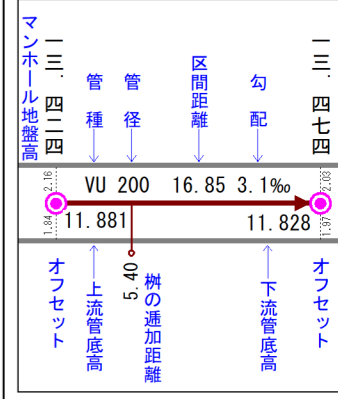 マンホール地盤高
一三.四二四
管種
管径
区間距離
勾配
一三.四七四
2.16
VU 200 16.85 3.1‰
2.03
1.84
11.881
11.828
1.97
オフセット
上流管底高
5.40
桝の逓加距離
下流管底高
オフセット